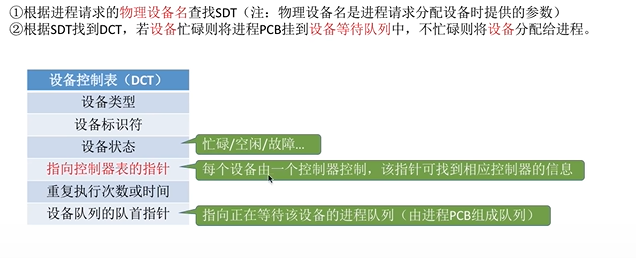 ①根据进程请求的物理设备名查找SDT（注：物理设备名是进程请求分配设备时提供的参数）
②根据SDT找到DCT，若设备忙碌则将进程PCB挂到设备等待队列中，不忙碌则将设备分配给进程。
设备控制表（DCT）
设备类型
设备标识符
设备状态
忙碌/空闲/故障...
指向控制器表的指针
每个设备由一个控制器控制，该指针可找到相应控制器的信息
重复执行次数或时间
设备队列的队首指针
指向正在等待该设备的进程队列（由进程PCB组成队列）